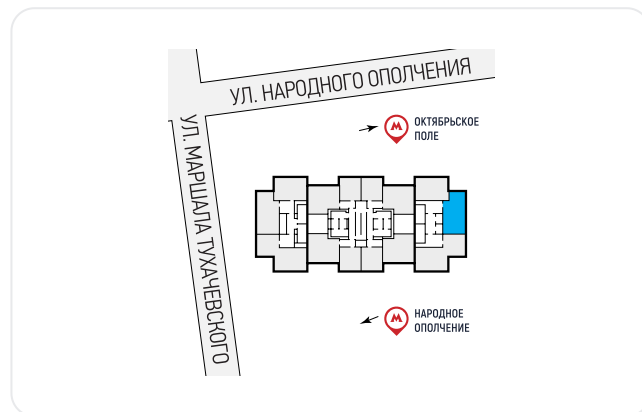 УЛ. НАРОДНОГО ОПОЛЧЕНИЯ
УЛ. МАРШАЛА ТУХАЧЕВСКОГО
М ОКТЯБРЬСКОЕ
ПОЛЕ
М НАРОДНОЕ
ОПОЛЧЕНИЕ